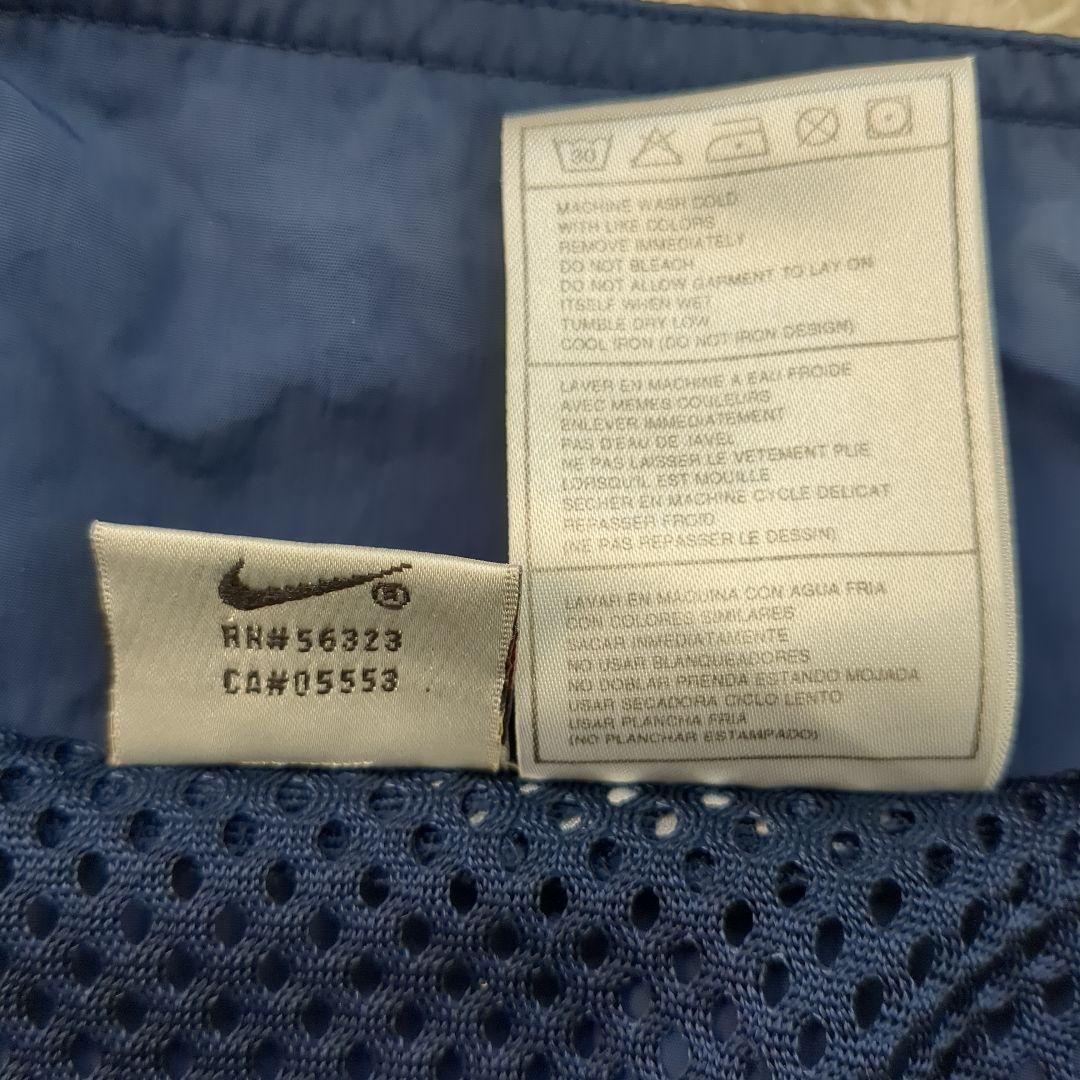 30
MACHINE WASH COLD
WITH LIKE COLORS
REMOVE IMMEDIATELY
DO NOT BLEACH
DO NOT ALLOW GARMENT TO LAY ON
ITSELF WHEN WET
TUMBLE DRY LOW
COOL IRON (DO NOT IRON DESIGN)
LAVER EN MACHINE A EAU FROIDE
AVEC MEMES COULEURS
ENLEVER IMMEDIATEMENT
PAS D'EAU DE JAVEL
NE PAS LAISSER LE VETEMENT PLIE
LORSQU'IL EST MOUILLE
SECHER EN MACHINE CYCLE DELICAT
REPASSER FROID
(NE PAS REPASSER LE DESSIN)
LAVAR EN MAQUINA CON AGUA FRIA
CON COLORES SIMILARES
SACAR INMEDIATAMENTE
NO USAR BLANQUEADORES
NO DOBLAR PRENDA ESTANDO MOJADA
USAR SECADORA CICLO LENTO
USAR PLANCHA FRIA
(NO PLANCHAR ESTAMPADO)
®
RN#56323
CA#05553